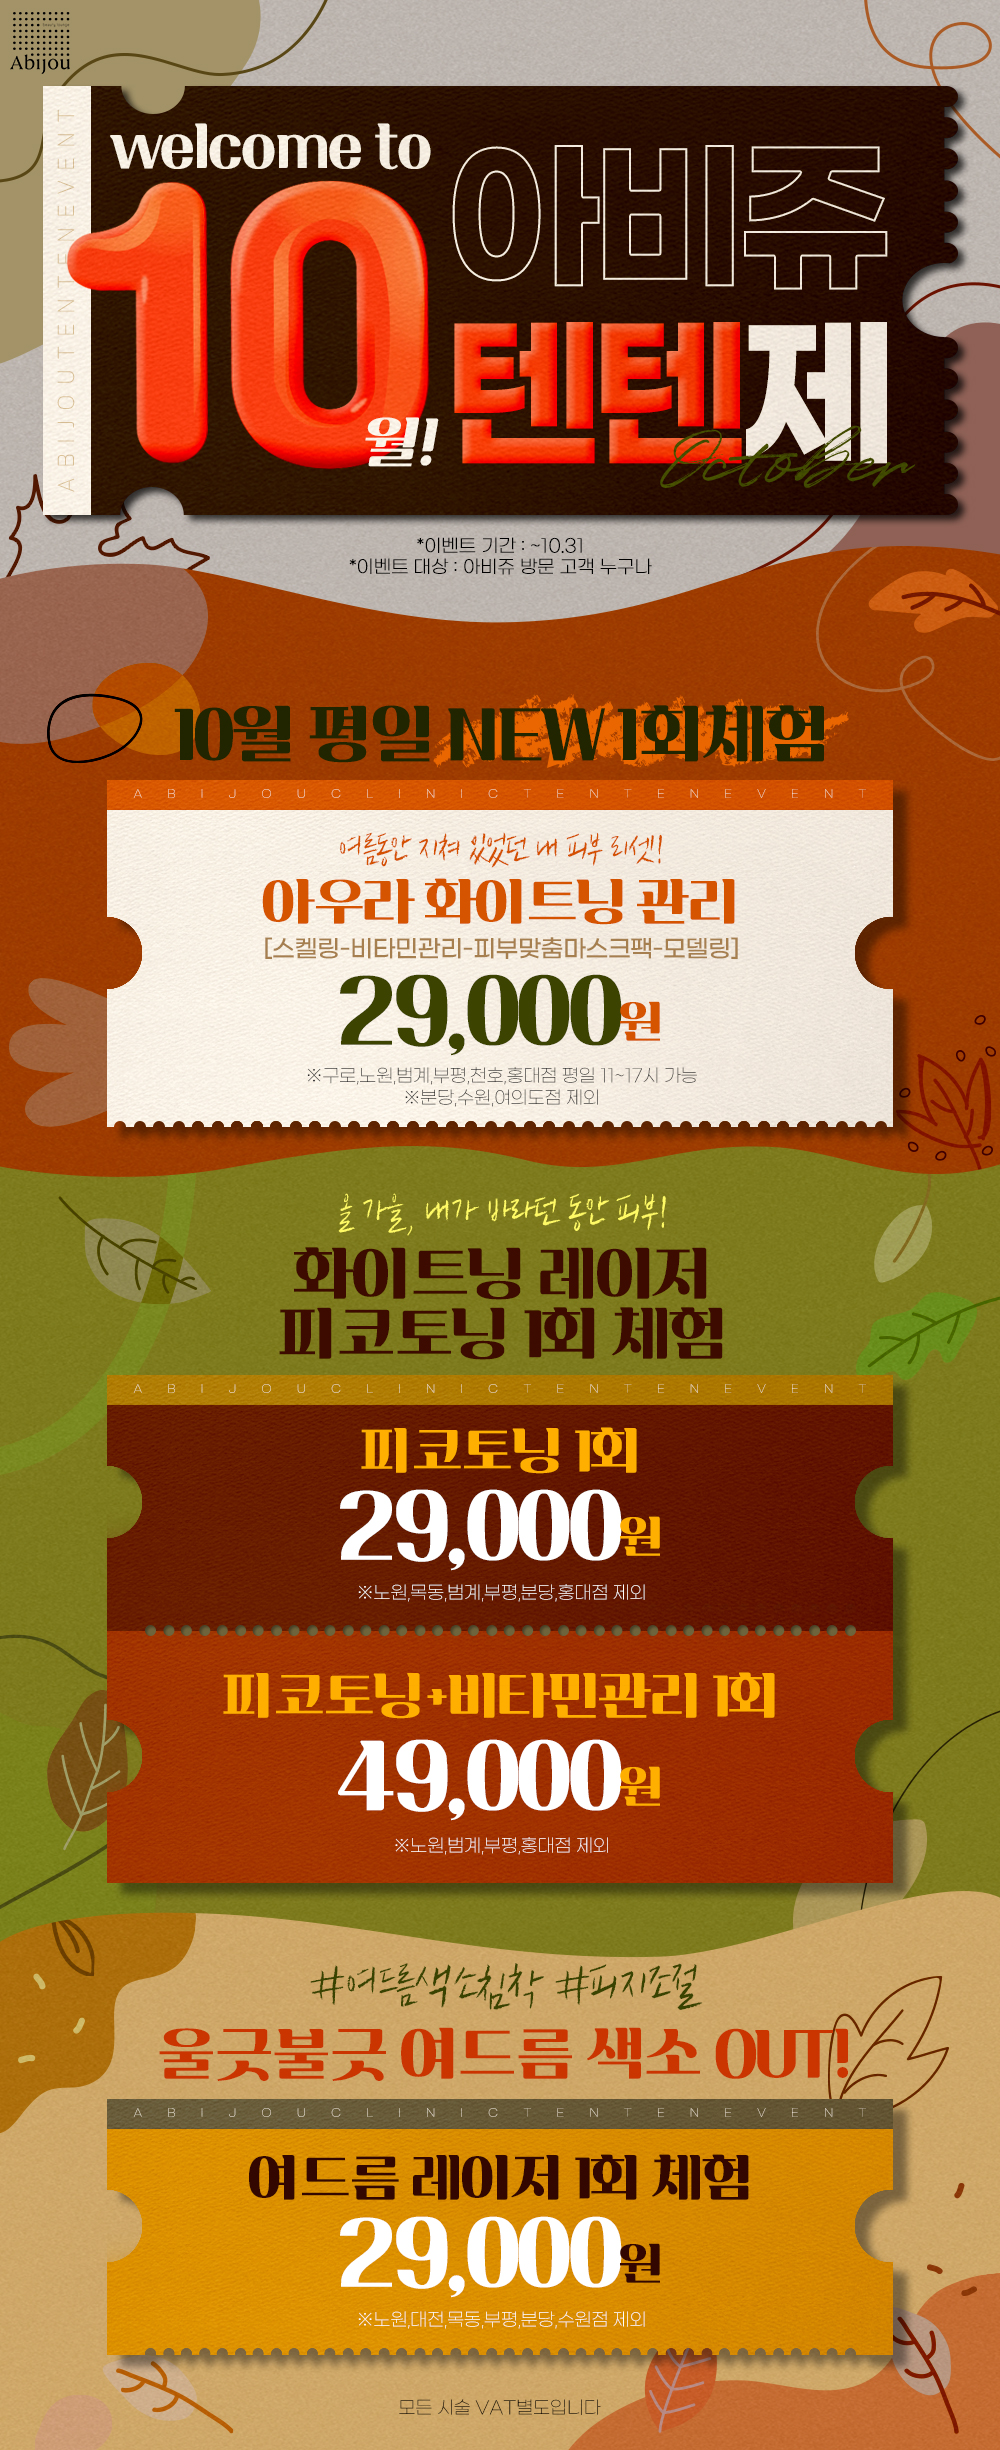 Abijou
ABIJOUTENTENEVENT
welcome to
10월!
아비쥬
텐텐제
October
*이벤트 기간 : ~10.31
*이벤트 대상 : 아비쥬 방문 고객 누구나
10월 평일 NEW 1회체험
ABIJOUCLINICTENTENEVENT
여름동안 지쳐 있었던 내 피부 리셋!
아우라 화이트닝 관리
[스켈링-비타민관리-피부맞춤마스크팩-모델링]
29,000원
※구로,노원,범계,부평,천호,홍대점 평일 11~17시 가능
※분당,수원,여의도점 제외
올 가을, 내가 바라던 동안 피부!
화이트닝 레이저
피코토닝 1회 체험
ABIJOUCLINICTENTENEVENT
피코토닝 1회
29,000원
※노원,목동,범계,부평,분당,홍대점 제외
피코토닝+비타민관리 1회
49,000원
※노원,범계,부평,홍대점 제외
#여드름색소침착 #피지조절
울긋불긋 여드름 색소 OUT!
ABIJOUCLINICTENTENEVENT
여드름 레이저 1회 체험
29,000원
※노원,대전,목동,부평,분당,수원점 제외
모든 시술 VAT별도입니다